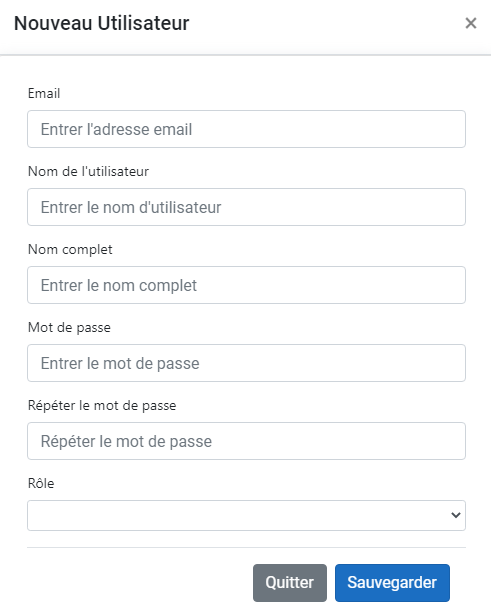 Nouveau Utilisateur ×
Email
Entrer l'adresse email
Nom de l'utilisateur
Entrer le nom d'utilisateur
Nom complet
Entrer le nom complet
Mot de passe
Entrer le mot de passe
Répéter le mot de passe
Répéter le mot de passe
Rôle
Quitter Sauvegarder